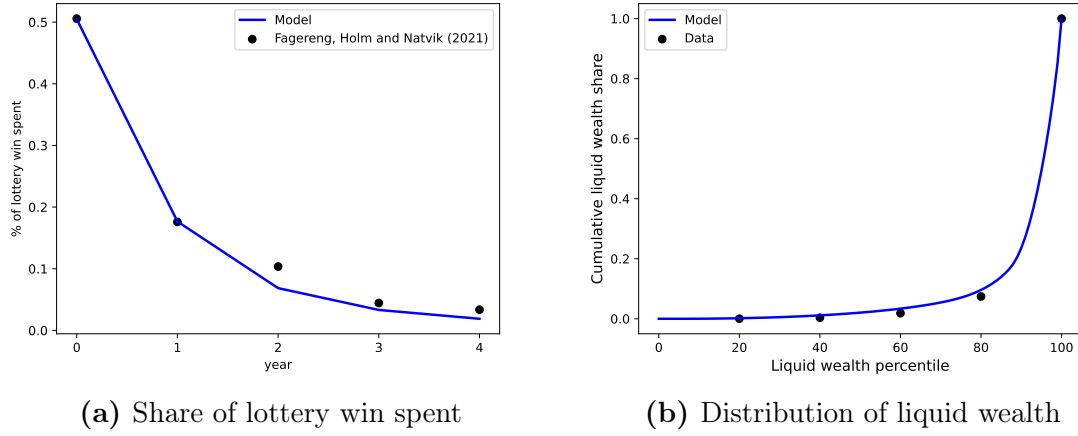 0.5
0.4
0.3
0.2
0.1
0.0
% of lottery win spent
0 1 2 3 4
year
Model
Fagereng, Holm and Natvik (2021)
(a) Share of lottery win spent
1.0
0.8
0.6
0.4
0.2
0.0
Cumulative liquid wealth share
0 20 40 60 80 100
Liquid wealth percentile
Model
Data
(b) Distribution of liquid wealth